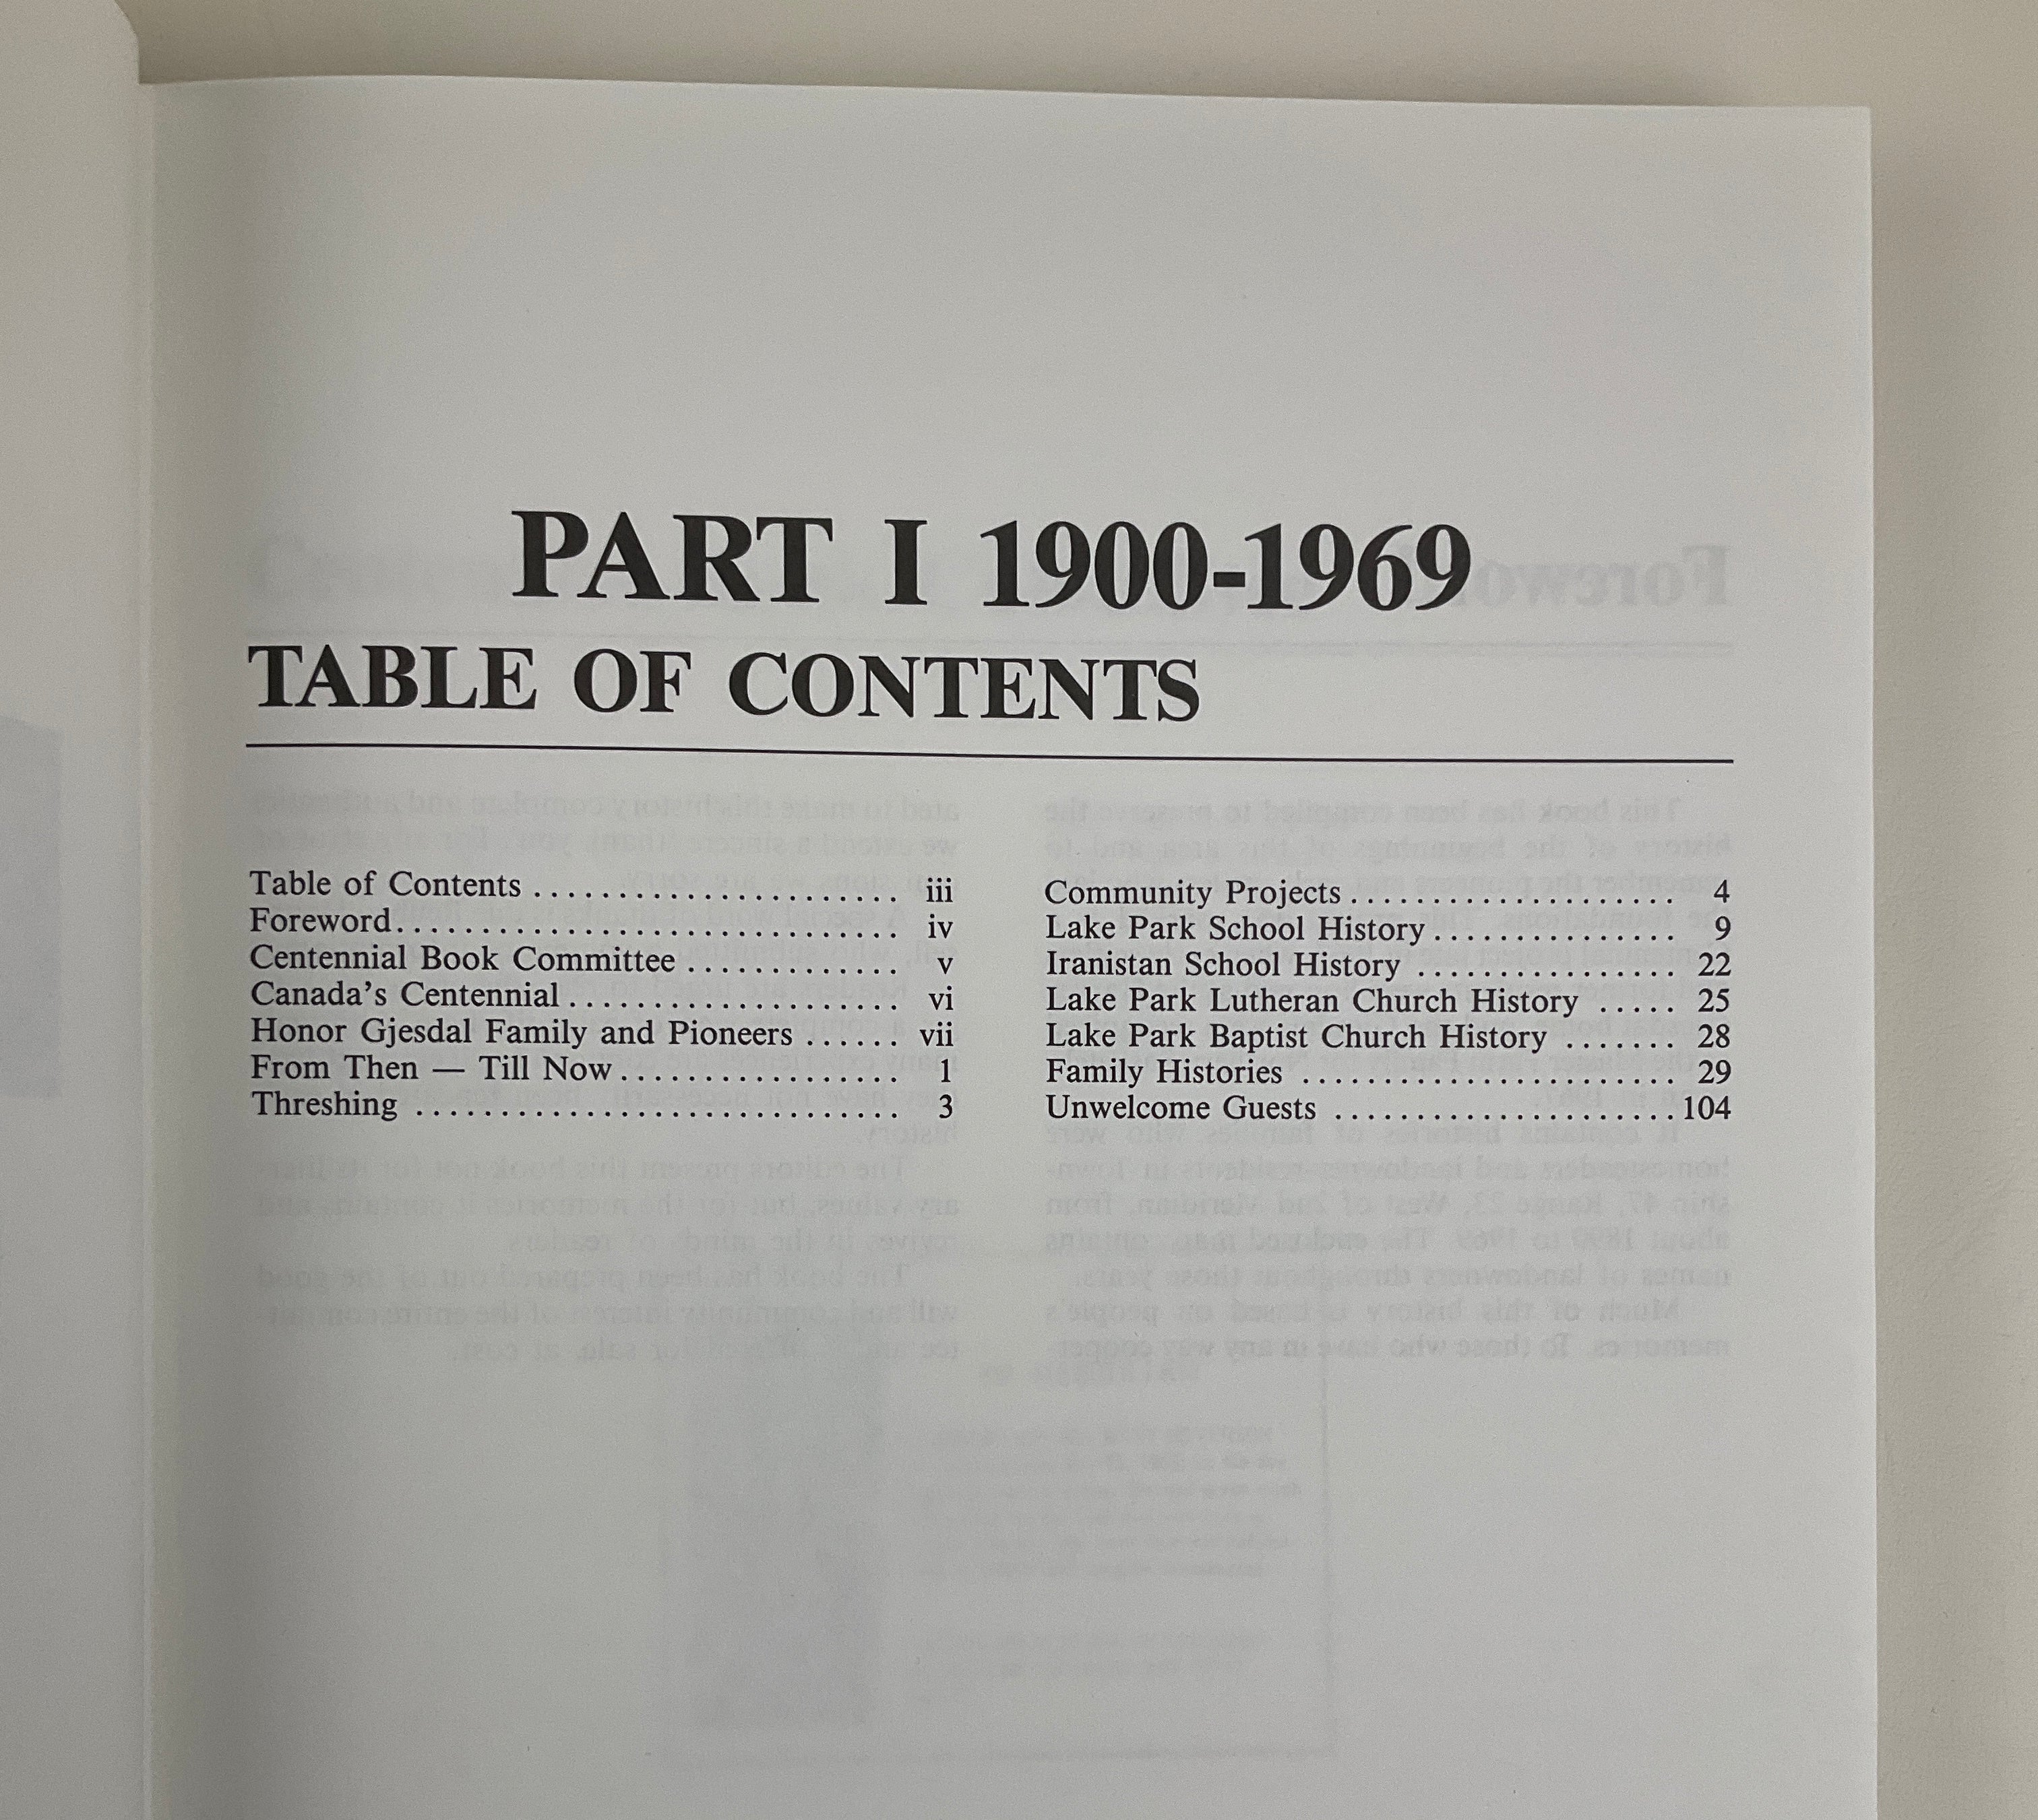 PART I 1900-1969
TABLE OF CONTENTS
Table of Contents ...................... iii
Foreword.............................. iv
Centennial Book Committee ............. v
Canada's Centennial .................... vi
Honor Gjesdal Family and Pioneers ...... vii
From Then — Till Now.................. 1
Threshing ............................. 3
Community Projects.................... 4
Lake Park School History............... 9
Iranistan School History ................ 22
Lake Park Lutheran Church History ..... 25
Lake Park Baptist Church History ....... 28
Family Histories ........................ 29
Unwelcome Guests .....................104